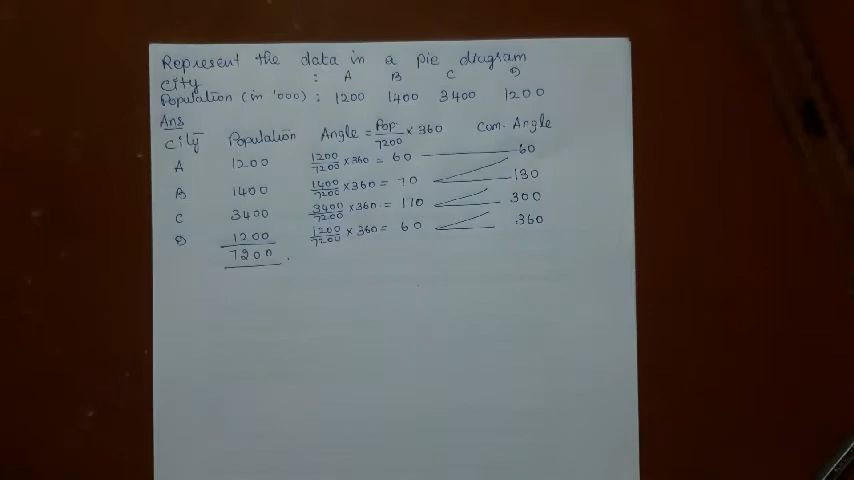 Represent the data in a pie diagram
City : A B C D
Population (in '000) : 1200 1400 3400 1200
Ans
City Population Angle = Pop. / 7200 × 360 Cum. Angle
A 1200 1200/7200 × 360 = 60 60
B 1400 1400/7200 × 360 = 70 130
C 3400 3400/7200 × 360 = 170 300
D 1200 1200/7200 × 360 = 60 360
7200